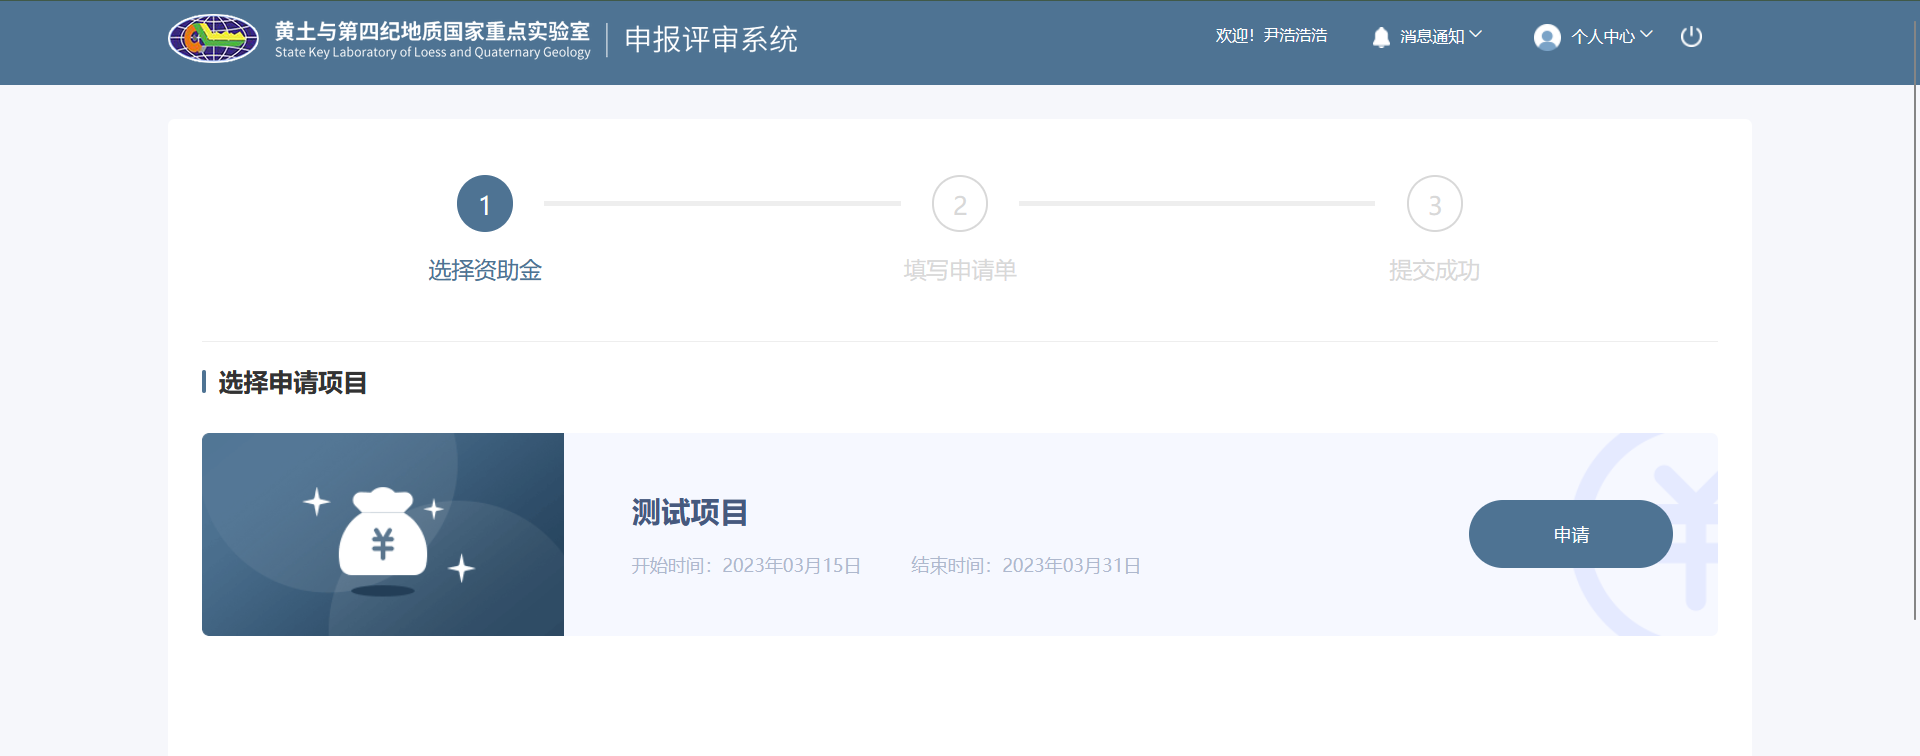 黄土与第四纪地质国家重点实验室
State Key Laboratory of Loess and Quaternary Geology
申报评审系统
欢迎！尹浩浩浩
消息通知
个人中心
1
2
3
选择资助金
填写申请单
提交成功
选择申请项目
¥
测试项目
开始时间：2023年03月15日
结束时间：2023年03月31日
申请